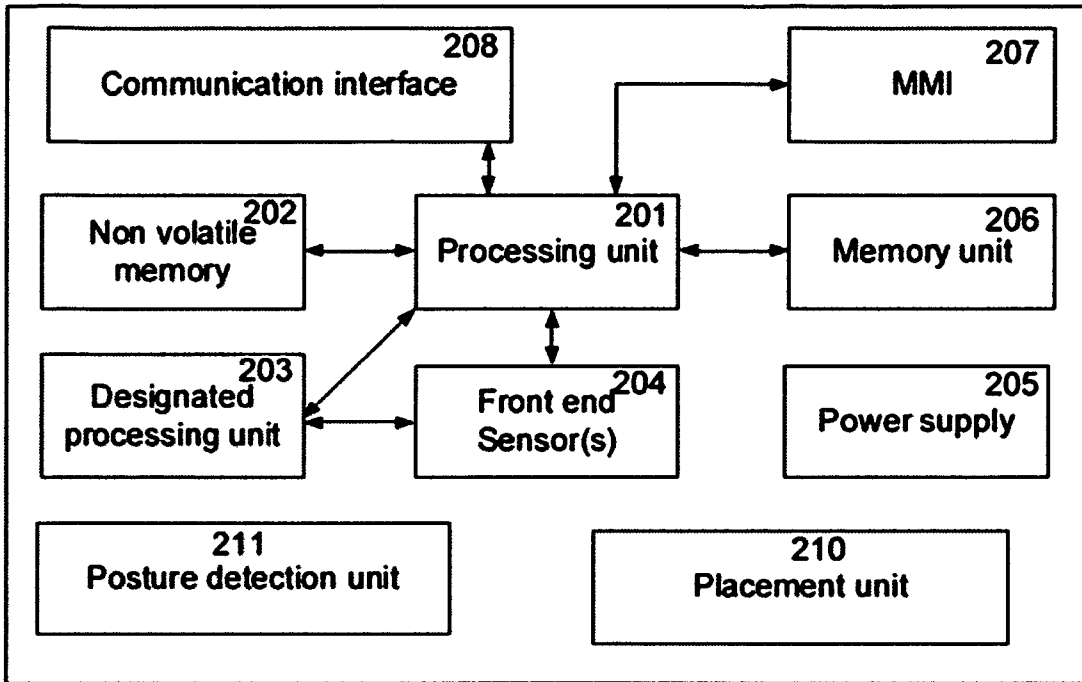 208
Communication interface
207
MMI
202
Non volatile
memory
201
Processing unit
206
Memory unit
203
Designated
processing unit
204
Front end
Sensor(s)
205
Power supply
211
Posture detection unit
210
Placement unit